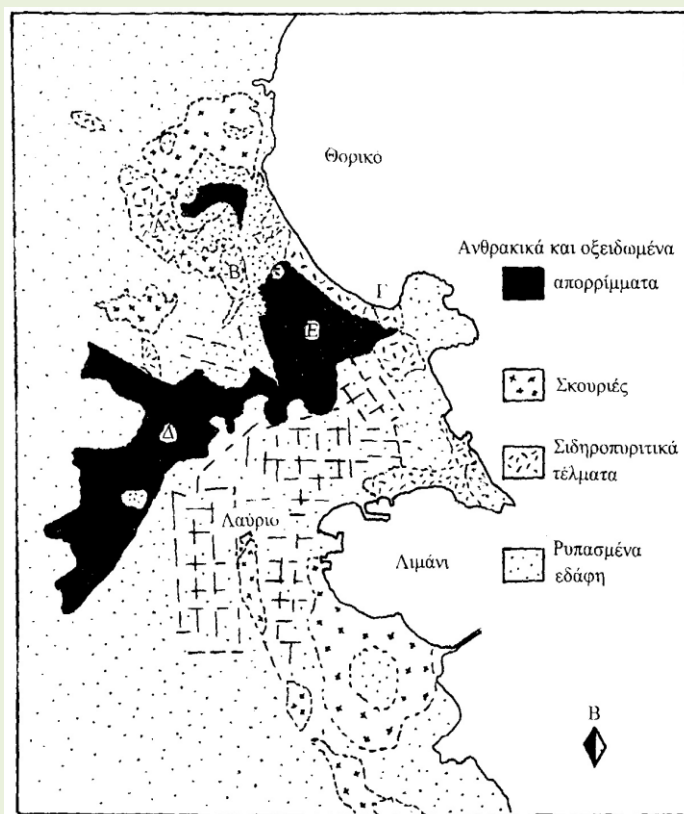 Θορικό
Ανθρακικά και οξειδωμένα
απορρίμματα
Α
Β
Γ
Ε
Σκουριές
Δ
Σιδηροπυριτικά
τέλματα
Λαύριο
Λιμάνι
Ρυπασμένα
εδάφη
Β